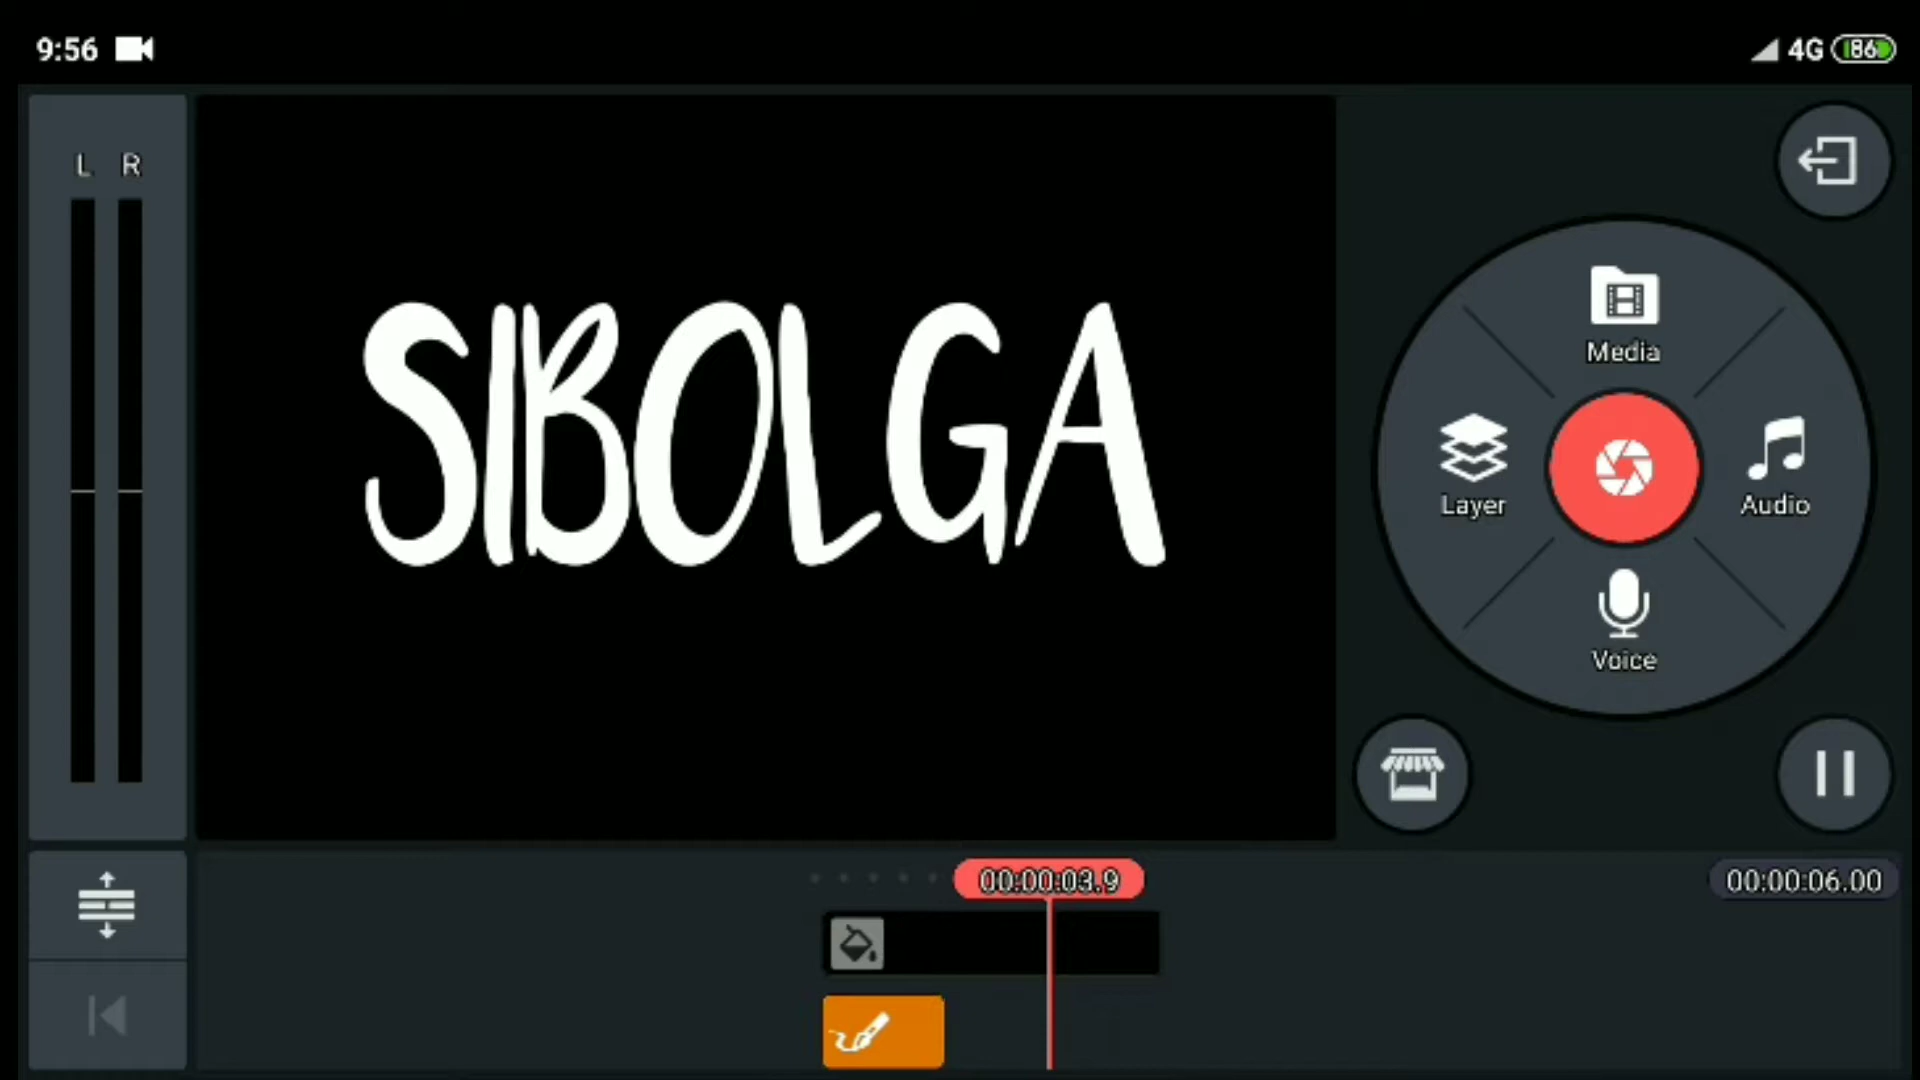 9:56
4G 86
L R
SIBOLGA
Media
Layer
Audio
Voice
00:00:03.9
00:00:06.00